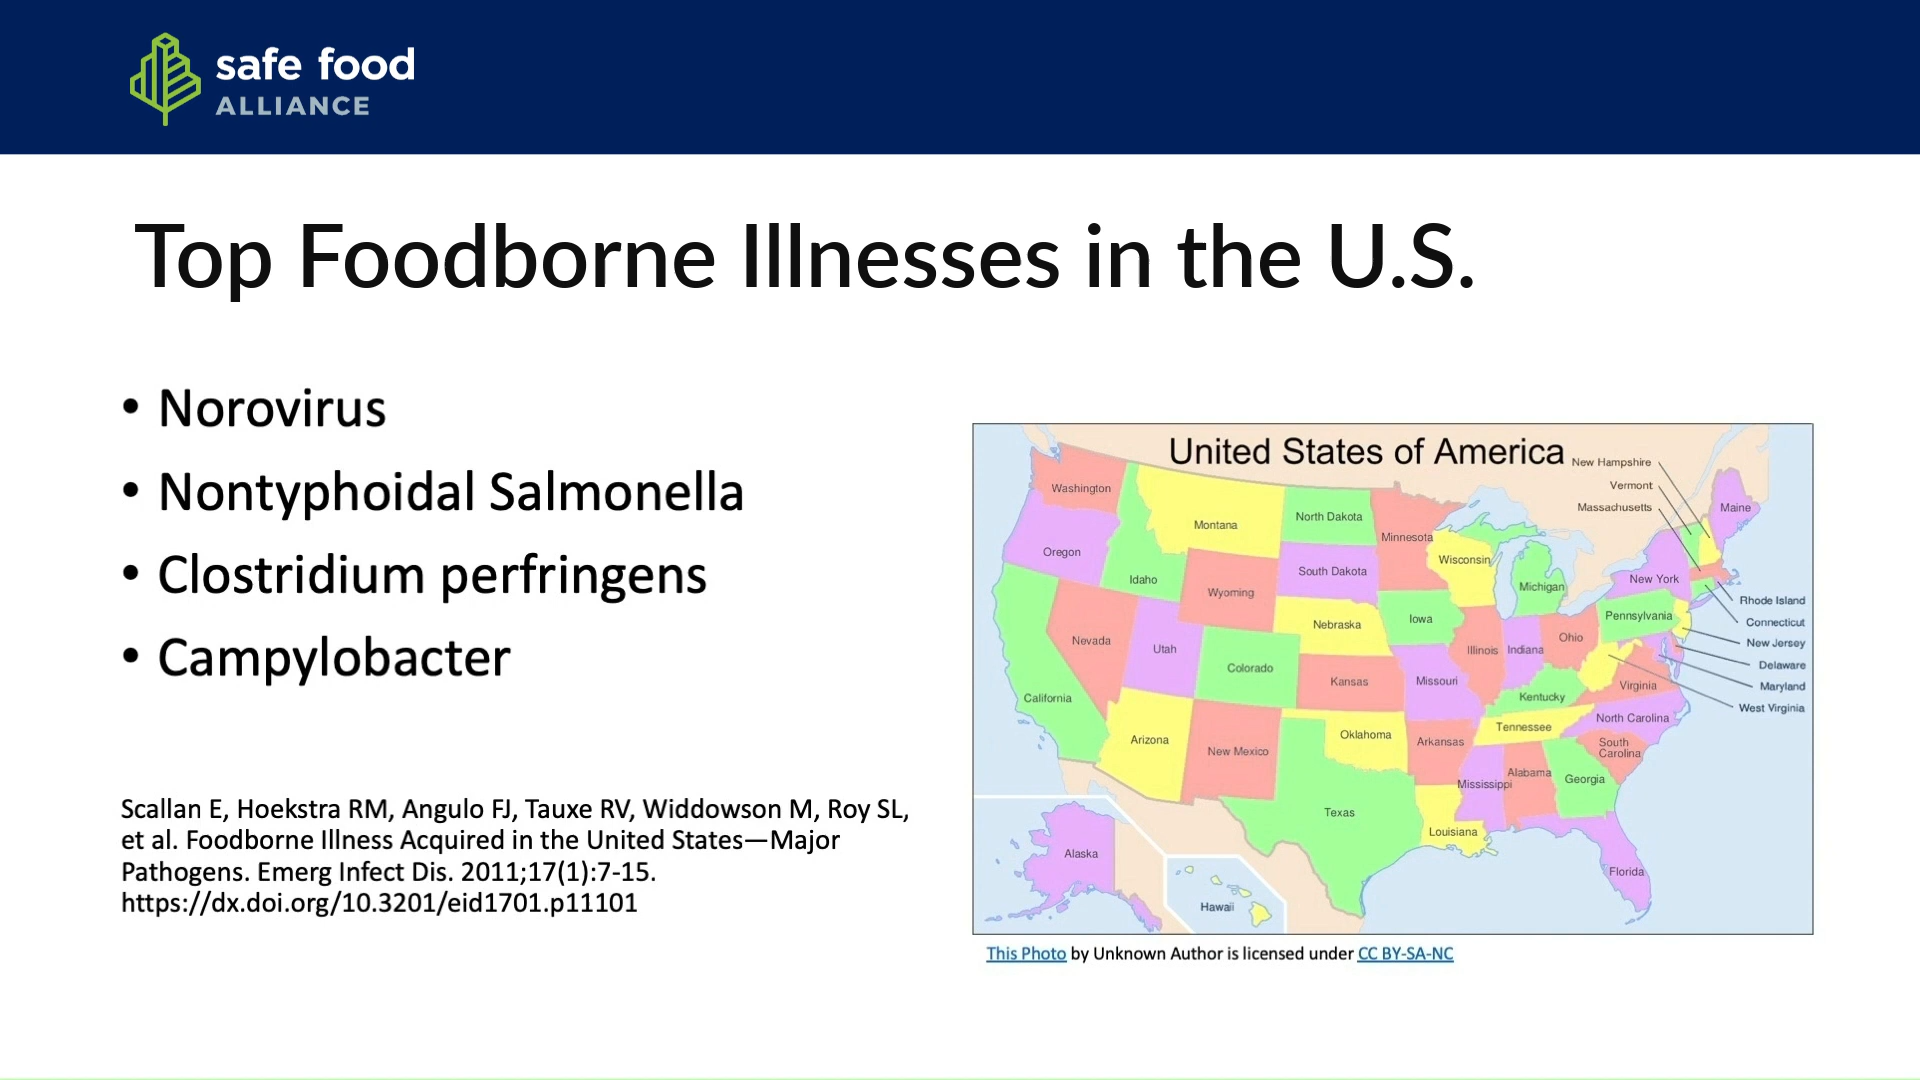 safe food
ALLIANCE
Top Foodborne Illnesses in the U.S.
• Norovirus
• Nontyphoidal Salmonella
• Clostridium perfringens
• Campylobacter
Scallan E, Hoekstra RM, Angulo FJ, Tauxe RV, Widdowson M, Roy SL,
et al. Foodborne Illness Acquired in the United States—Major
Pathogens. Emerg Infect Dis. 2011;17(1):7-15.
https://dx.doi.org/10.3201/eid1701.p11101
United States of America
New Hampshire
Vermont
Massachusetts
Washington
Montana
North Dakota
Minnesota
Maine
Oregon
Idaho
Wyoming
South Dakota
Wisconsin
Michigan
New York
Rhode Island
Connecticut
New Jersey
Delaware
Maryland
West Virginia
Nevada
Utah
Colorado
Nebraska
Iowa
Illinois
Indiana
Ohio
Pennsylvania
California
Kansas
Missouri
Kentucky
Virginia
Arizona
New Mexico
Oklahoma
Arkansas
Tennessee
North Carolina
South
Carolina
Texas
Louisiana
Mississippi
Alabama
Georgia
Florida
Alaska
Hawaii
This Photo by Unknown Author is licensed under CC BY-SA-NC